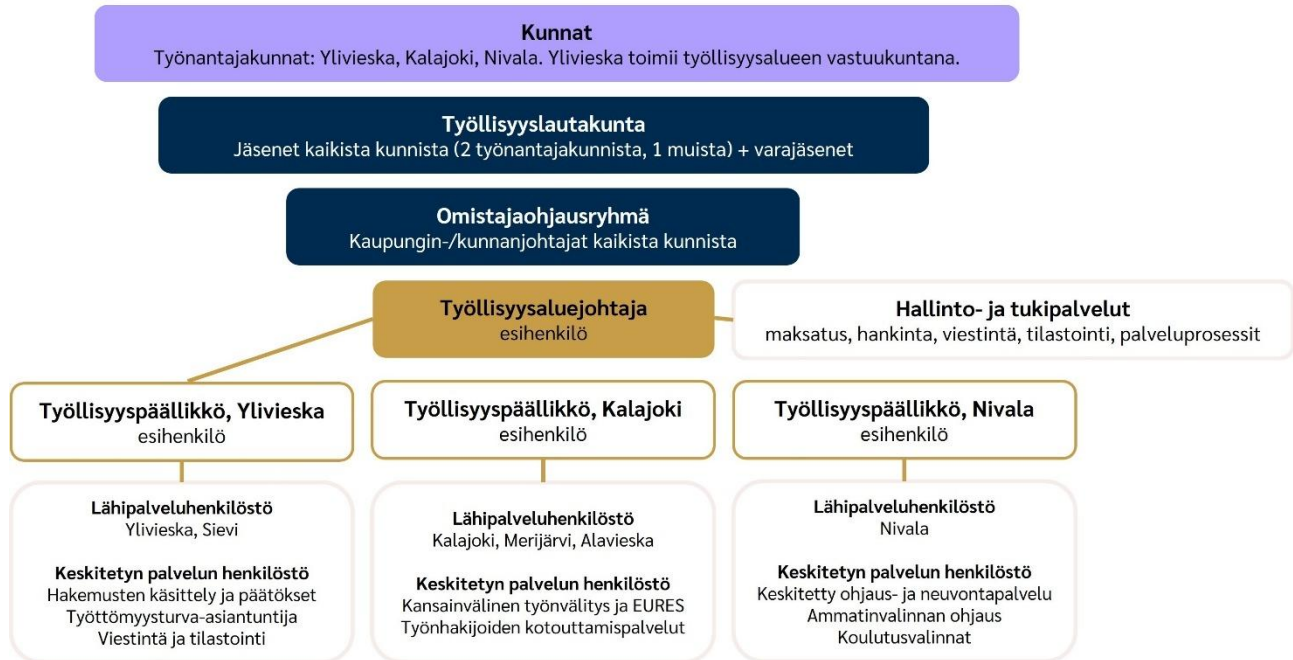 Kunnat
Työnantajakunnat: Ylivieska, Kalajoki, Nivala. Ylivieska toimii työllisyysalueen vastuukuntana.
Työllisyyslautakunta
Jäsenet kaikista kunnista (2 työnantajakunnista, 1 muista) + varajäsenet
Omistajaohjausryhmä
Kaupungin-/kunnanjohtajat kaikista kunnista
Työllisyysaluejohtaja
esihenkilö
Hallinto- ja tukipalvelut
maksatus, hankinta, viestintä, tilastointi, palveluprosessit
Työllisyyspäällikkö, Ylivieska
esihenkilö
Työllisyyspäällikkö, Kalajoki
esihenkilö
Työllisyyspäällikkö, Nivala
esihenkilö
Lähipalveluhenkilöstö
Ylivieska, Sievi
Keskitetyn palvelun henkilöstö
Hakemusten käsittely ja päätökset
Työttömyysturva-asiantuntija
Viestintä ja tilastointi
Lähipalveluhenkilöstö
Kalajoki, Merijärvi, Alavieska
Keskitetyn palvelun henkilöstö
Kansainvälinen työnvälitys ja EURES
Työnhakijoiden kotouttamispalvelut
Lähipalveluhenkilöstö
Nivala
Keskitetyn palvelun henkilöstö
Keskitetty ohjaus- ja neuvontapalvelu
Ammatinvalinnan ohjaus
Koulutusvalinnat